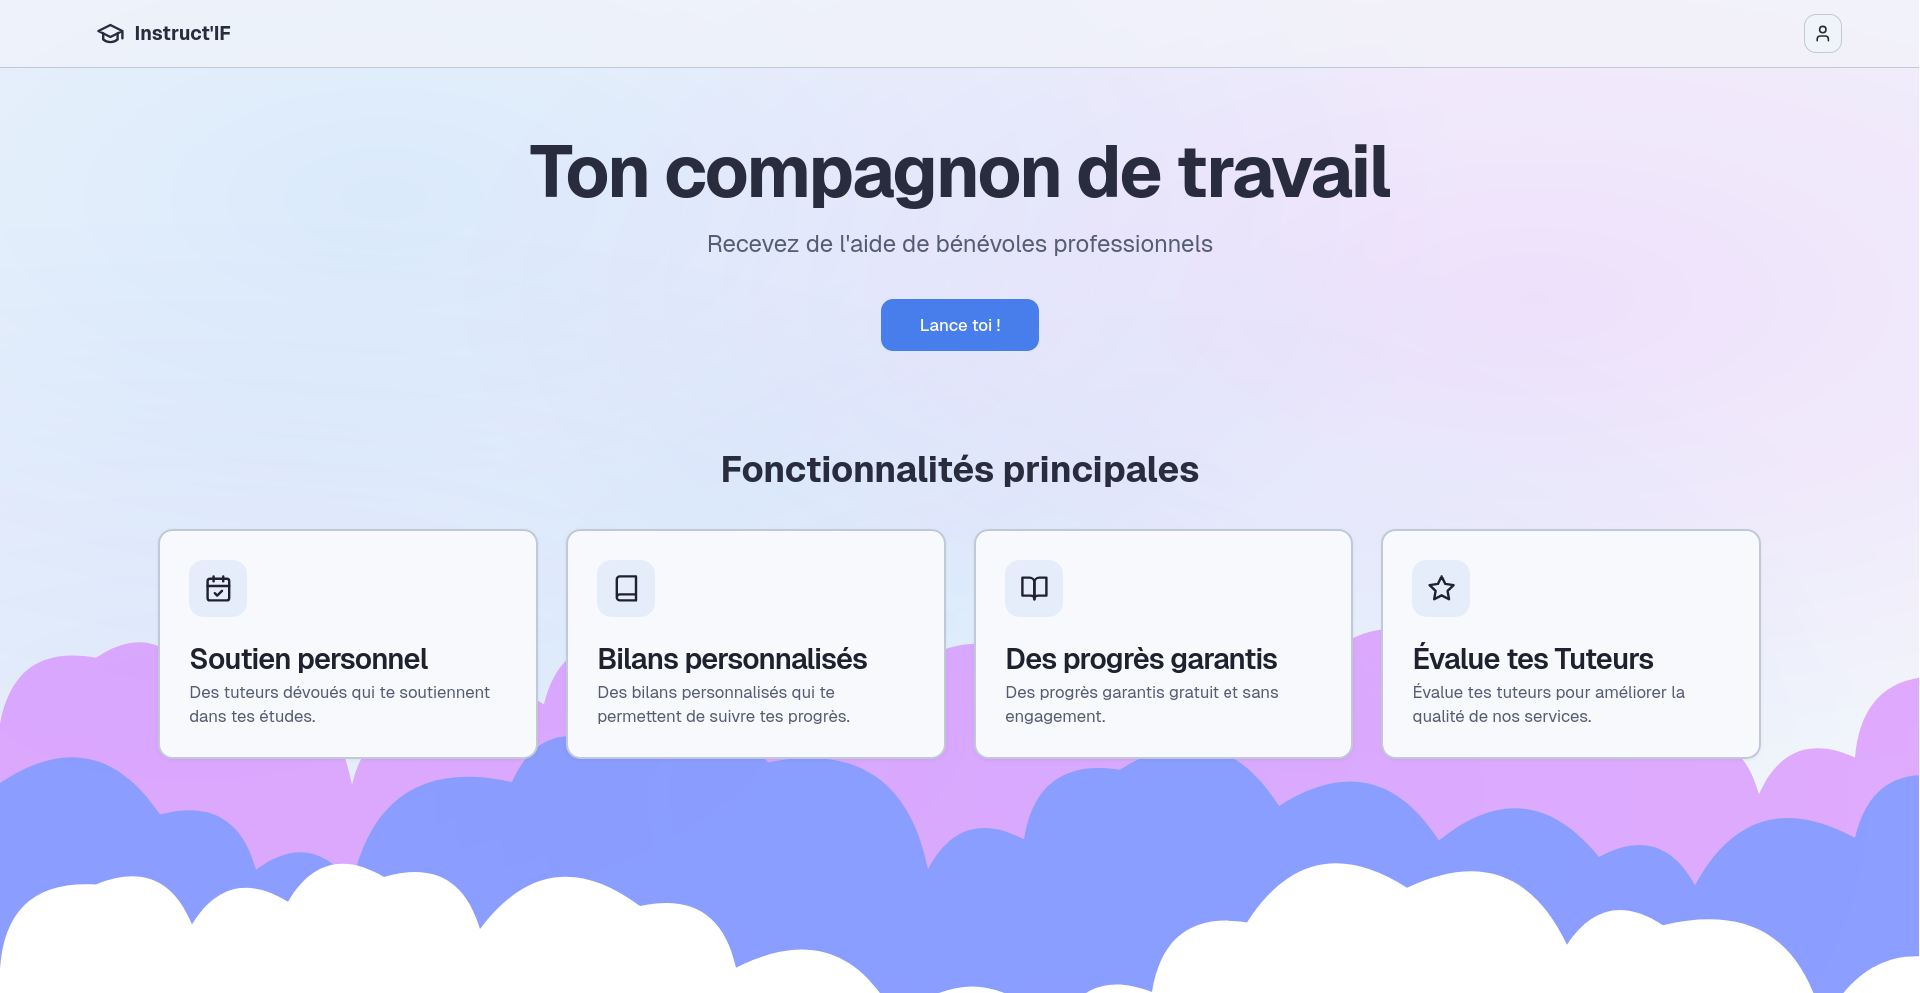 Instruct'IF
Ton compagnon de travail
Recevez de l'aide de bénévoles professionnels
Lance toi !
Fonctionnalités principales
Soutien personnel
Des tuteurs dévoués qui te soutiennent
dans tes études.
Bilans personnalisés
Des bilans personnalisés qui te
permettent de suivre tes progrès.
Des progrès garantis
Des progrès garantis gratuit et sans
engagement.
Évalue tes Tuteurs
Évalue tes tuteurs pour améliorer la
qualité de nos services.